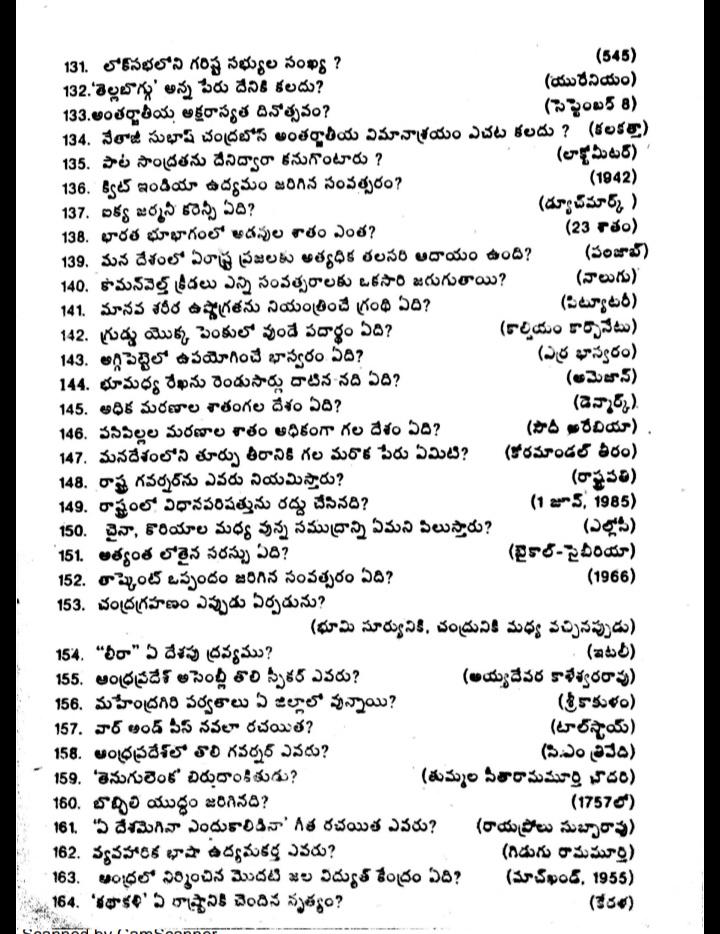 131. లోక్‌సభలోని గరిష్ట సభ్యుల సంఖ్య ? (545)
132.'తెల్లబొగ్గు' అన్న పేరు దేనికి కలదు? (యురేనియం)
133.అంతర్జాతీయ అక్షరాస్యత దినోత్సవం? (సెప్టెంబర్ 8)
134. నేతాజీ సుభాష్ చంద్రబోస్ అంతర్జాతీయ విమానాశ్రయం ఎచట కలదు ? (కలకత్తా)
135. పాల సాంద్రతను దేనిద్వారా కనుగొంటారు ? (లాక్టోమీటర్)
136. క్విట్ ఇండియా ఉద్యమం జరిగిన సంవత్సరం? (1942)
137. ఐక్య జర్మనీ కరెన్సీ ఏది? (డ్యూచ్‌మార్క్ )
138. భారత భూభాగంలో అడవుల శాతం ఎంత? (23 శాతం)
139. మన దేశంలో ఏరాష్ట్ర ప్రజలకు అత్యధిక తలసరి ఆదాయం ఉంది? (పంజాబ్)
140. కామన్‌వెల్త్ క్రీడలు ఎన్ని సంవత్సరాలకు ఒకసారి జరుగుతాయి? (నాలుగు)
141. మానవ శరీర ఉష్ణోగ్రతను నియంత్రించే గ్రంథి ఏది? (పిట్యూటరీ)
142. గ్రుడ్డు యొక్క పెంకులో వుండే పదార్థం ఏది? (కాల్షియం కార్బొనేటు)
143. అగ్గిపెట్టెలో ఉపయోగించే భాస్వరం ఏది? (ఎర్ర భాస్వరం)
144. భూమధ్య రేఖను రెండుసార్లు దాటిన నది ఏది? (అమెజాన్)
145. అధిక మరణాల శాతంగల దేశం ఏది? (డెన్మార్క్)
146. పసిపిల్లల మరణాల శాతం అధికంగా గల దేశం ఏది? (సౌదీ అరేబియా)
147. మనదేశంలోని తూర్పు తీరానికి గల మరొక పేరు ఏమిటి? (కోరమాండల్ తీరం)
148. రాష్ట్ర గవర్నర్‌ను ఎవరు నియమిస్తారు? (రాష్ట్రపతి)
149. రాష్ట్రంలో విధానపరిషత్తును రద్దు చేసినది? (1 జూన్, 1985)
150. చైనా, కొరియాల మధ్య వున్న సముద్రాన్ని ఏమని పిలుస్తారు? (ఎల్లోసీ)
151. అత్యంత లోతైన సరస్సు ఏది? (బైకాల్-సైబీరియా)
152. తాష్కెంట్ ఒప్పందం జరిగిన సంవత్సరం ఏది? (1966)
153. చంద్రగ్రహణం ఎప్పుడు ఏర్పడును?
(భూమి సూర్యునికి, చంద్రునికి మధ్య వచ్చినప్పుడు)
154. "లీరా" ఏ దేశపు ద్రవ్యము? (ఇటలీ)
155. ఆంధ్రప్రదేశ్ అసెంబ్లీ తొలి స్పీకర్ ఎవరు? (అయ్యదేవర కాళేశ్వరరావు)
156. మహేంద్రగిరి పర్వతాలు ఏ జిల్లాలో వున్నాయి? (శ్రీకాకుళం)
157. వార్ అండ్ పీస్ నవలా రచయిత? (టాల్‌స్టాయ్)
158. ఆంధ్రప్రదేశ్‌లో తొలి గవర్నర్ ఎవరు? (సి.ఎం త్రివేది)
159. 'తెనుగులెంక' బిరుదాంకితుడు? (తుమ్మల సీతారామమూర్తి చౌదరి)
160. బొబ్బిలి యుద్ధం జరిగినది? (1757లో)
161. 'ఏ దేశమేగినా ఎందుకాలిడినా' గీత రచయిత ఎవరు? (రాయప్రోలు సుబ్బారావు)
162. వ్యవహారిక భాషా ఉద్యమకర్త ఎవరు? (గిడుగు రామమూర్తి)
163. ఆంధ్రలో నిర్మించిన మొదటి జల విద్యుత్ కేంద్రం ఏది? (మాచ్‌ఖండ్, 1955)
164. 'కథాకళి' ఏ రాష్ట్రానికి చెందిన నృత్యం? (కేరళ)
Scanned by CamScanner